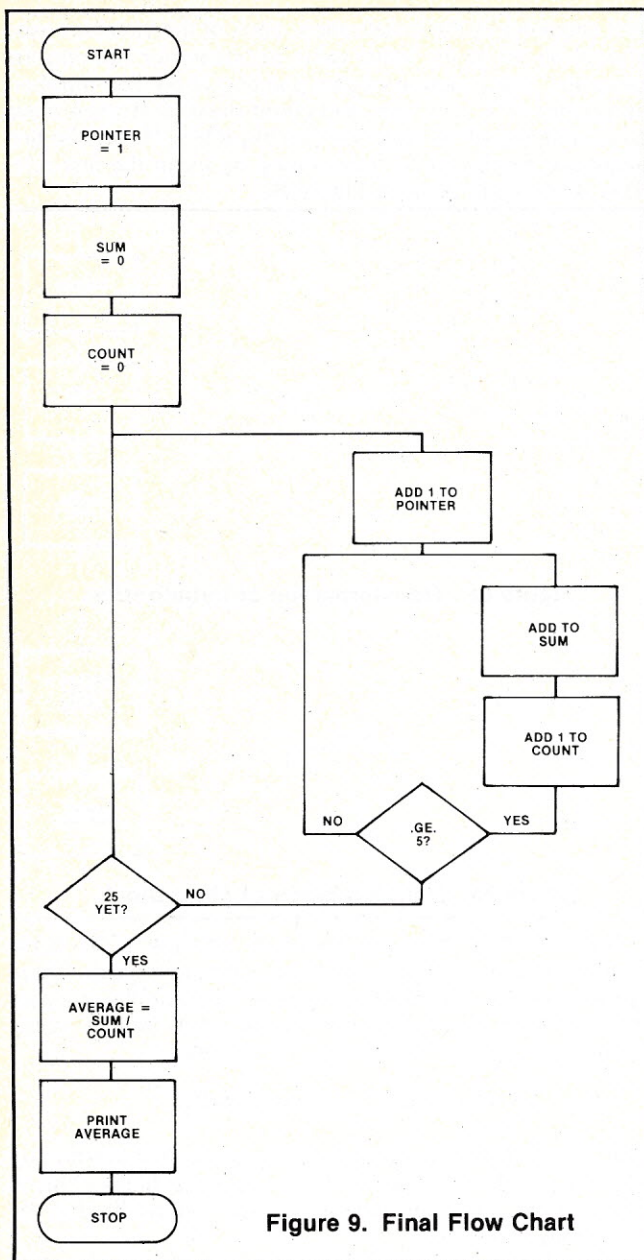 START
POINTER
= 1
SUM
= 0
COUNT
= 0
ADD 1 TO
POINTER
ADD TO
SUM
ADD 1 TO
COUNT
NO
.GE.
5?
YES
25
YET?
NO
YES
AVERAGE =
SUM /
COUNT
PRINT
AVERAGE
STOP
Figure 9. Final Flow Chart